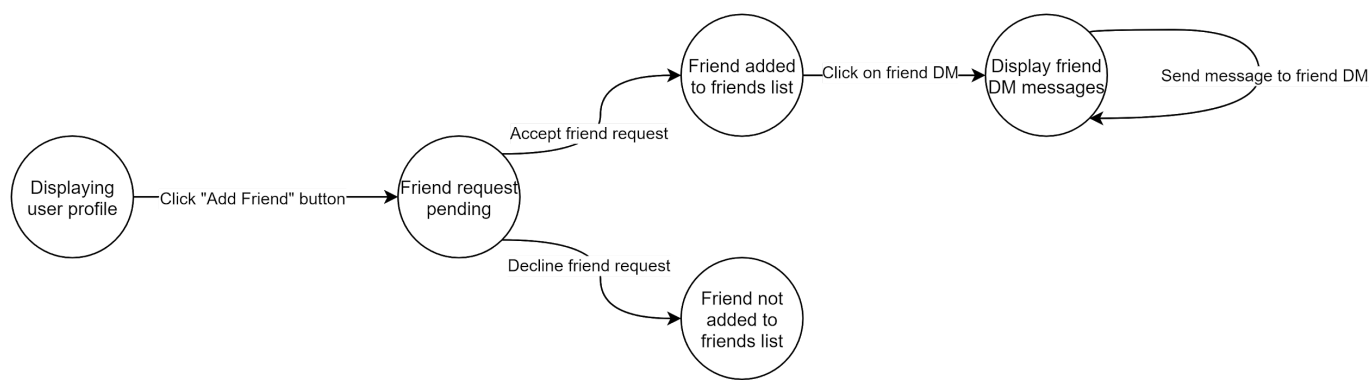 Displaying
user profile
Click "Add Friend" button
Friend request
pending
Accept friend request
Decline friend request
Friend added
to friends list
Friend not
added to
friends list
Click on friend DM
Display friend
DM messages
Send message to friend DM